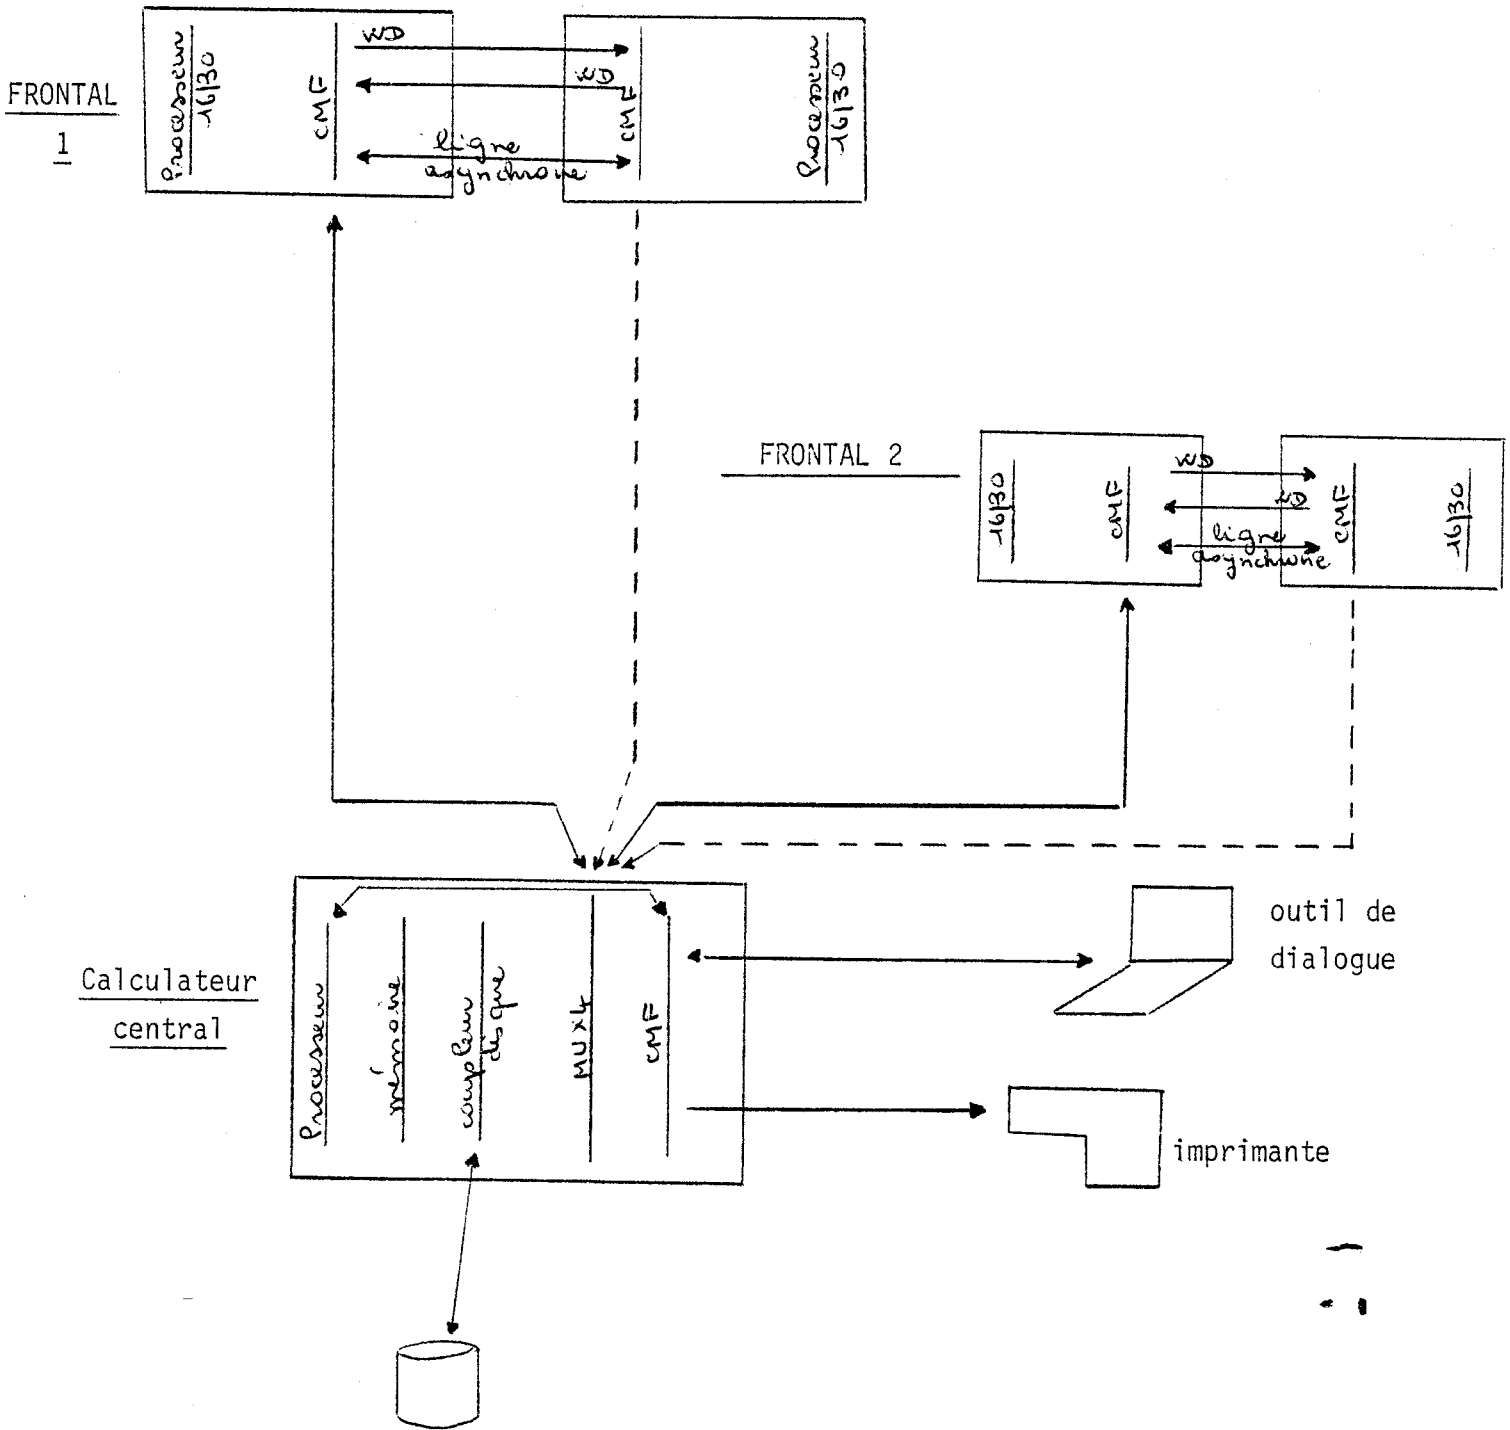 FRONTAL
1
Processeur
16/30
CMF
WD
WD
ligne
asynchrone
CMF
Processeur
16/30
FRONTAL 2
16/30
CMF
WD
WD
ligne
asynchrone
CMF
16/30
Calculateur
central
Processeur
mémoire
coupleur
disque
MUX4
CMF
outil de
dialogue
imprimante